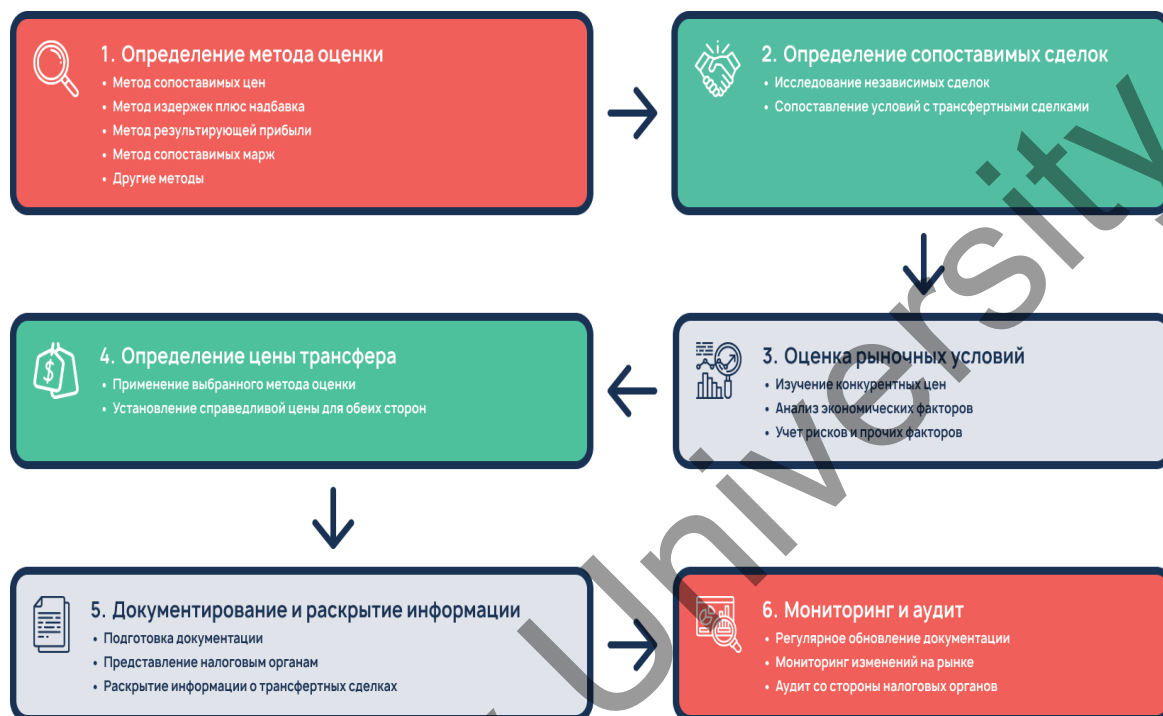 1. Определение метода оценки
• Метод сопоставимых цен
• Метод издержек плюс надбавка
• Метод результирующей прибыли
• Метод сопоставимых марж
• Другие методы
2. Определение сопоставимых сделок
• Исследование независимых сделок
• Сопоставление условий с трансфертными сделками
3. Оценка рыночных условий
• Изучение конкурентных цен
• Анализ экономических факторов
• Учет рисков и прочих факторов
4. Определение цены трансфера
• Применение выбранного метода оценки
• Установление справедливой цены для обеих сторон
5. Документирование и раскрытие информации
• Подготовка документации
• Представление налоговым органам
• Раскрытие информации о трансфертных сделках
6. Мониторинг и аудит
• Регулярное обновление документации
• Мониторинг изменений на рынке
• Аудит со стороны налоговых органов
University